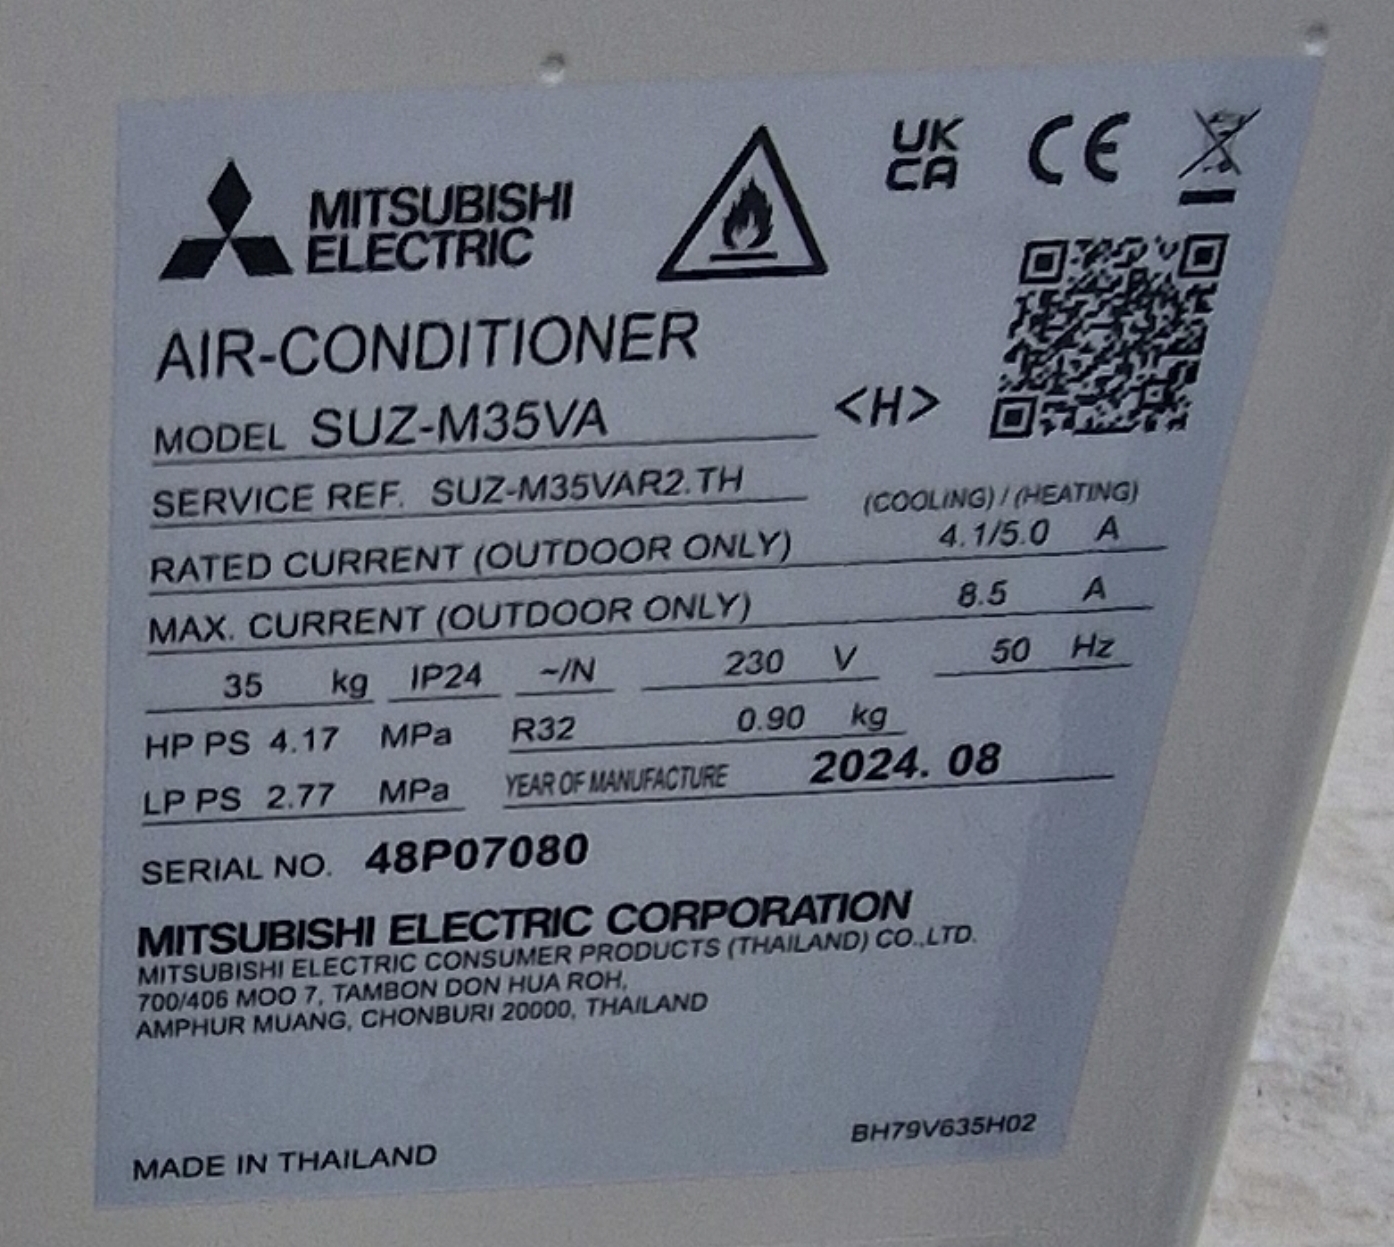 MITSUBISHI
ELECTRIC
UK
CA
CE
AIR-CONDITIONER
MODEL SUZ-M35VA <H>
SERVICE REF. SUZ-M35VAR2.TH
(COOLING) / (HEATING)
RATED CURRENT (OUTDOOR ONLY) 4.1/5.0 A
MAX. CURRENT (OUTDOOR ONLY) 8.5 A
35 kg IP24 ~/N 230 V 50 Hz
HP PS 4.17 MPa R32 0.90 kg
LP PS 2.77 MPa YEAR OF MANUFACTURE 2024. 08
SERIAL NO. 48P07080
MITSUBISHI ELECTRIC CORPORATION
MITSUBISHI ELECTRIC CONSUMER PRODUCTS (THAILAND) CO.,LTD.
700/406 MOO 7, TAMBON DON HUA ROH,
AMPHUR MUANG, CHONBURI 20000, THAILAND
MADE IN THAILAND
BH79V635H02